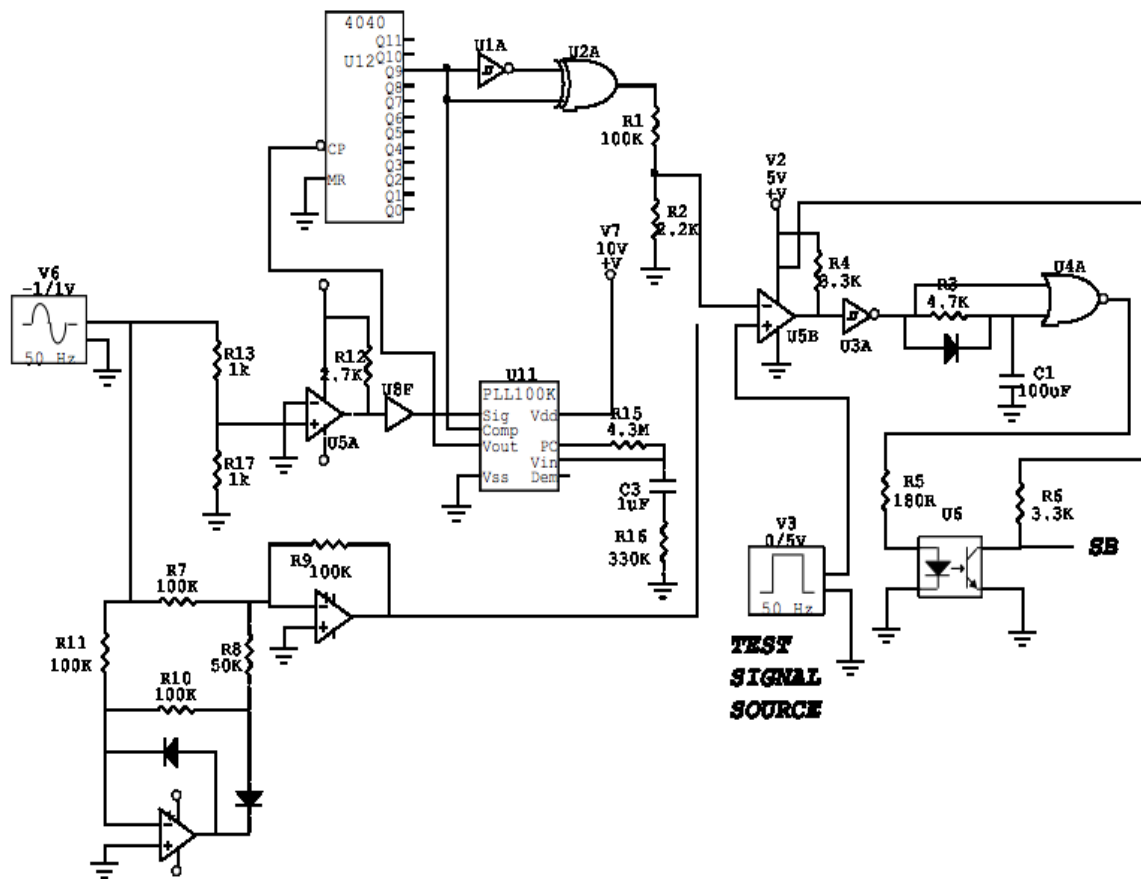 4040
U12
Q11
Q10
Q9
Q8
Q7
Q6
Q5
Q4
Q3
Q2
Q1
Q0
CP
MR
U1A
U2A
R1
100K
R2
2.2K
V2
5V
+V
V7
10V
+V
R4
3.3K
R3
4.7K
U4A
U5B
U3A
C1
100uF
V6
-1/1V
50 Hz
R13
1k
R12
2.7K
U8F
U5A
R17
1k
U11
PLL100K
Sig
Comp
Vout
Vss
Vdd
PC
Vin
Dem
R15
4.3M
C3
1uF
R16
330K
R5
180R
R6
3.3K
U6
SB
V3
0/5V
50 Hz
TEST
SIGNAL
SOURCE
R7
100K
R9
100K
R11
100K
R8
50K
R10
100K